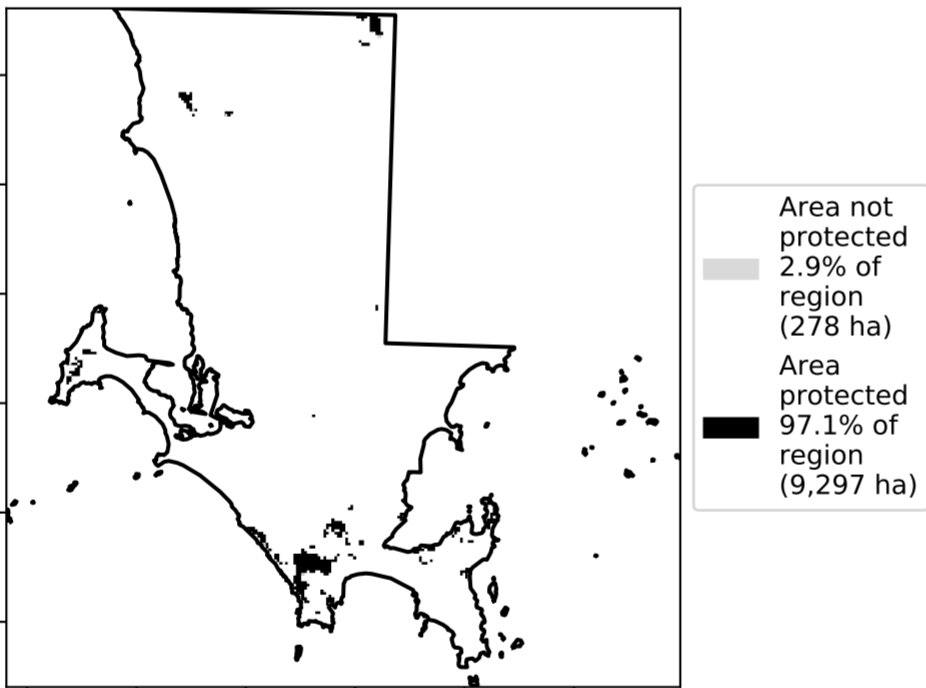 Area not
protected
2.9% of
region
(278 ha)
Area
protected
97.1% of
region
(9,297 ha)